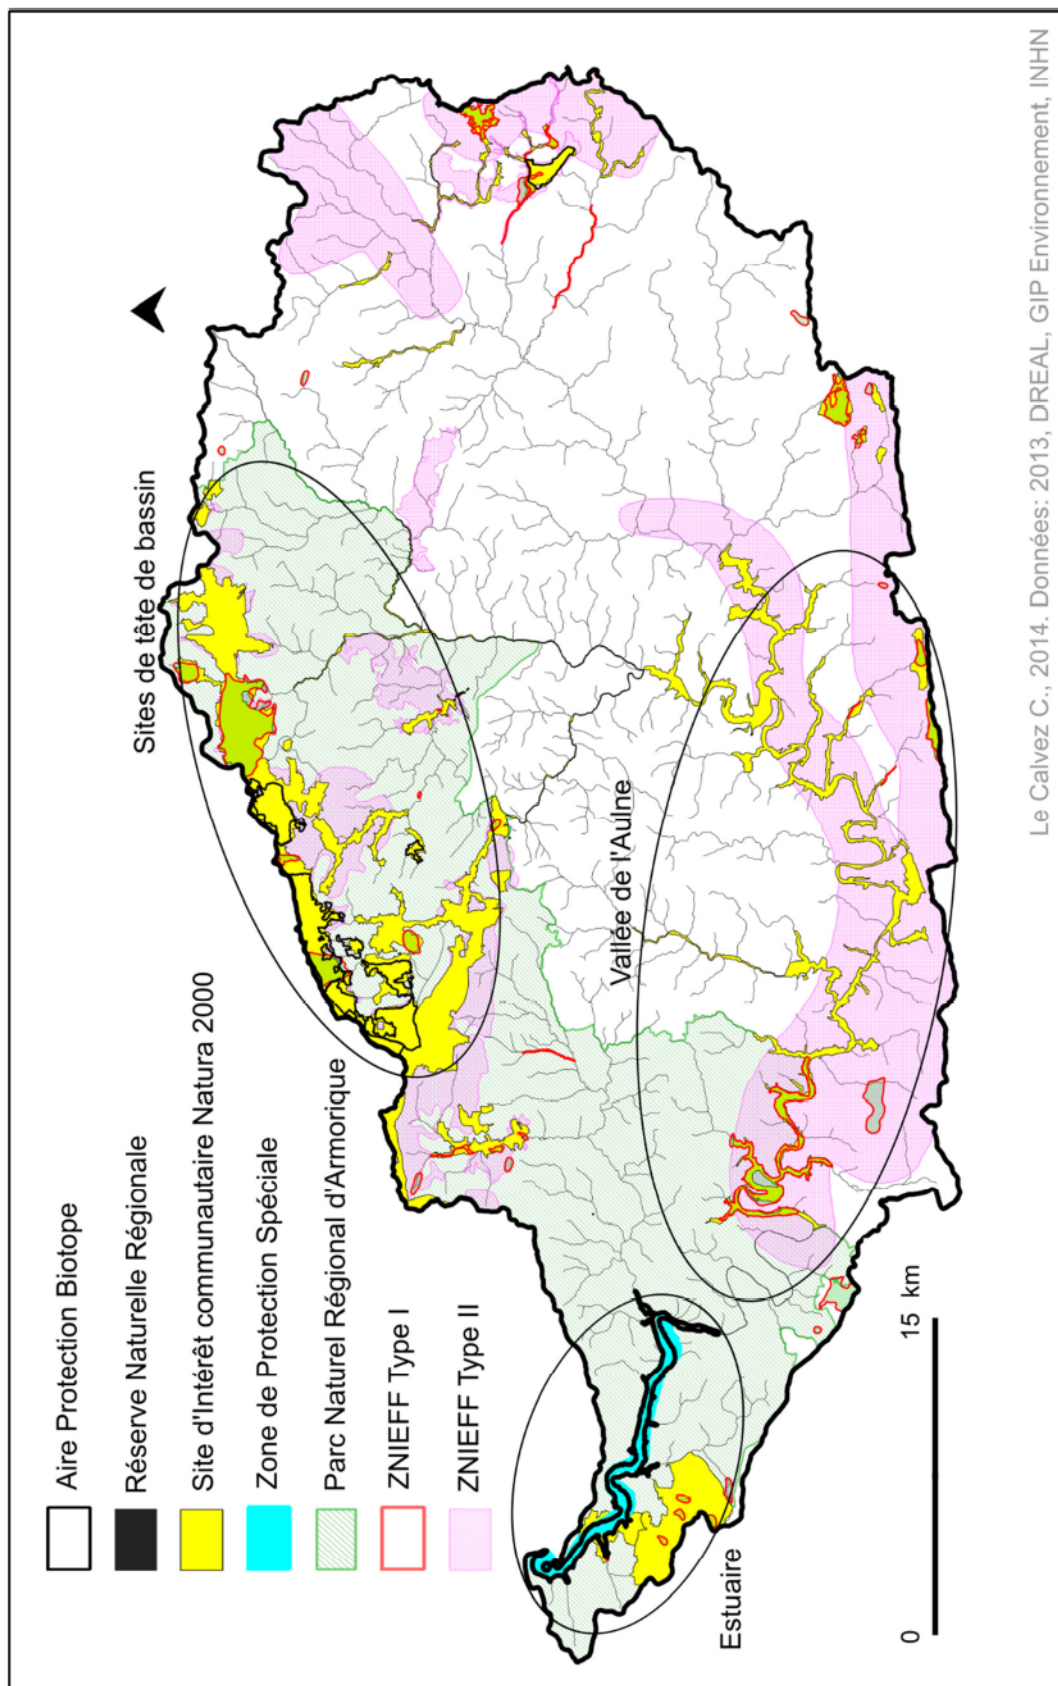 Aire Protection Biotope
Réserve Naturelle Régionale
Site d'Intérêt communautaire Natura 2000
Zone de Protection Spéciale
Parc Naturel Régional d'Armorique
ZNIEFF Type I
ZNIEFF Type II
Sites de tête de bassin
Vallée de l'Aulne
Estuaire
0 15 km
Le Calvez C., 2014. Données: 2013, DREAL, GIP Environnement, INHN